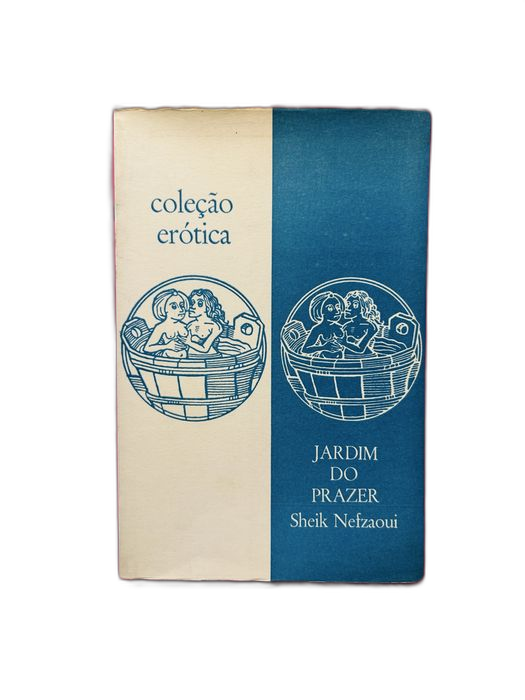 coleção
erótica
JARDIM
DO
PRAZER
Sheik Nefzaoui